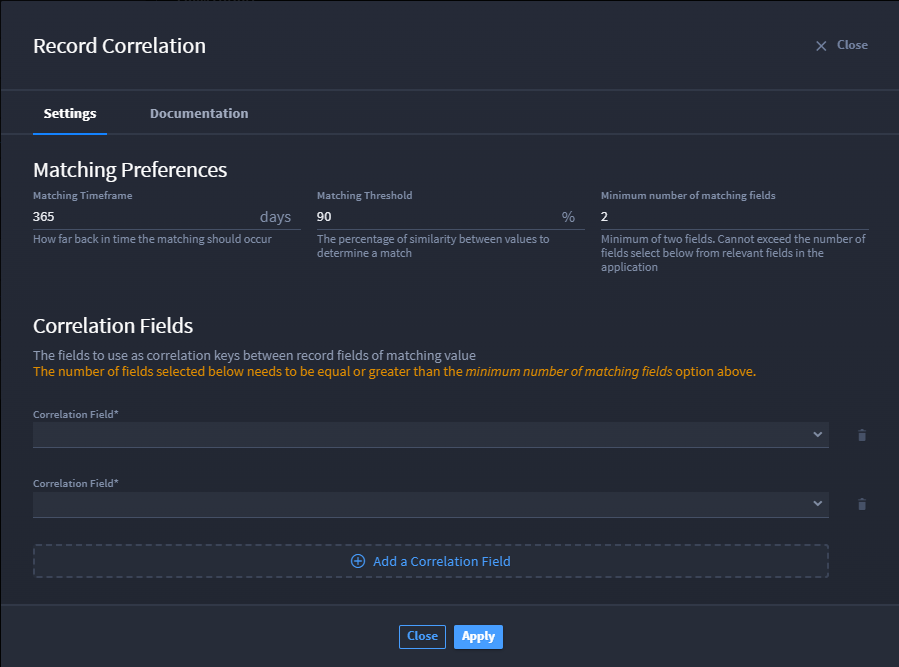 Record Correlation
Close
Settings
Documentation
Matching Preferences
Matching Timeframe
365
days
How far back in time the matching should occur
Matching Threshold
90
%
The percentage of similarity between values to
determine a match
Minimum number of matching fields
2
Minimum of two fields. Cannot exceed the number of
fields select below from relevant fields in the
application
Correlation Fields
The fields to use as correlation keys between record fields of matching value
The number of fields selected below needs to be equal or greater than the minimum number of matching fields option above.
Correlation Field*
Correlation Field*
Add a Correlation Field
Close
Apply